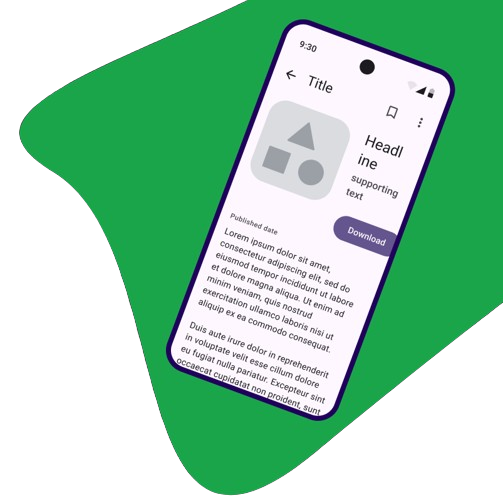 9:30
Title
Headl
ine
supporting
text
Download
Published date
Lorem ipsum dolor sit amet,
consectetur adipiscing elit, sed do
eiusmod tempor incididunt ut labore
et dolore magna aliqua. Ut enim ad
minim veniam, quis nostrud
exercitation ullamco laboris nisi ut
aliquip ex ea commodo consequat.
Duis aute irure dolor in reprehenderit
in voluptate velit esse cillum dolore
eu fugiat nulla pariatur. Excepteur sint
occaecat cupidatat non proident, sunt